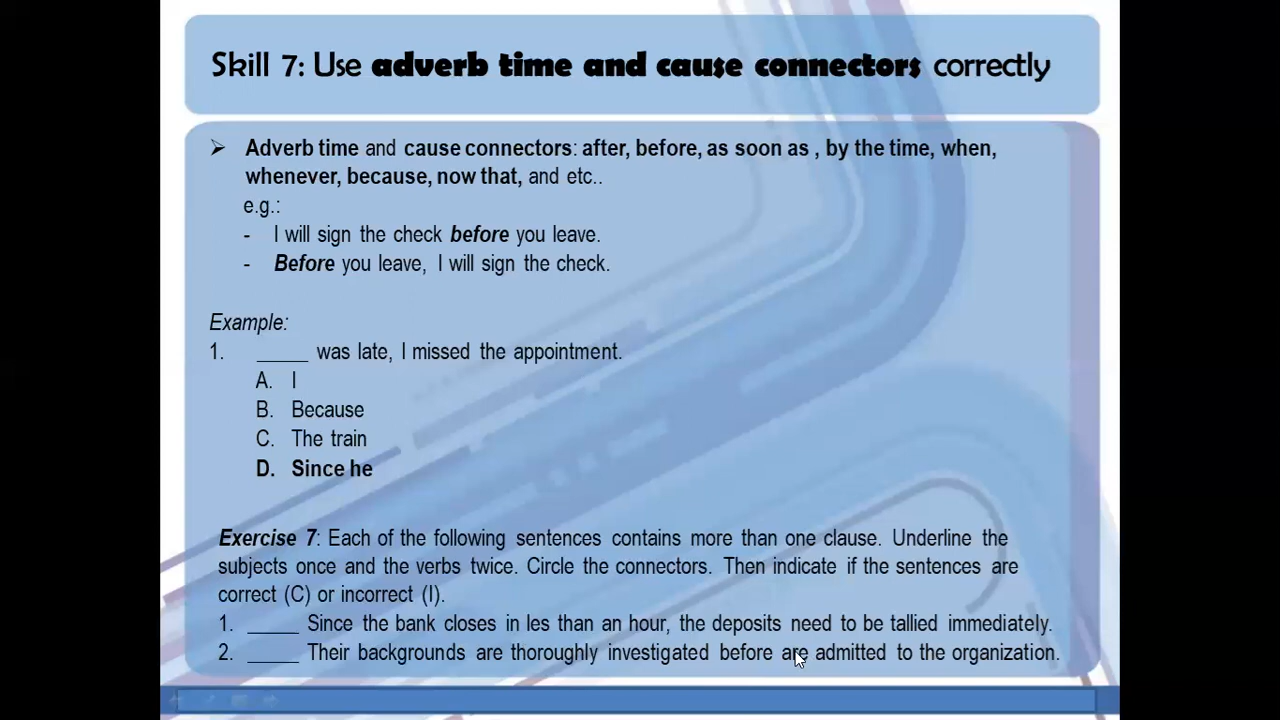 Skill 7: Use adverb time and cause connectors correctly
➢ Adverb time and cause connectors: after, before, as soon as , by the time, when,
whenever, because, now that, and etc..
e.g.:
- I will sign the check before you leave.
- Before you leave, I will sign the check.
Example:
1. _____ was late, I missed the appointment.
A. I
B. Because
C. The train
D. Since he
Exercise 7: Each of the following sentences contains more than one clause. Underline the
subjects once and the verbs twice. Circle the connectors. Then indicate if the sentences are
correct (C) or incorrect (I).
1. _____ Since the bank closes in les than an hour, the deposits need to be tallied immediately.
2. _____ Their backgrounds are thoroughly investigated before are admitted to the organization.